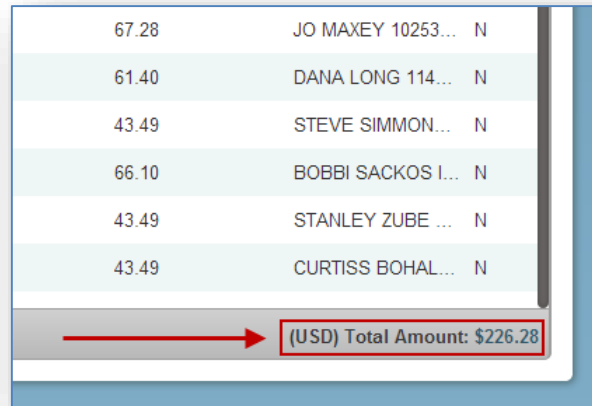 67.28 JO MAXEY 10253... N
61.40 DANA LONG 114... N
43.49 STEVE SIMMON... N
66.10 BOBBI SACKOS I... N
43.49 STANLEY ZUBE ... N
43.49 CURTISS BOHAL... N
(USD) Total Amount: $226.28